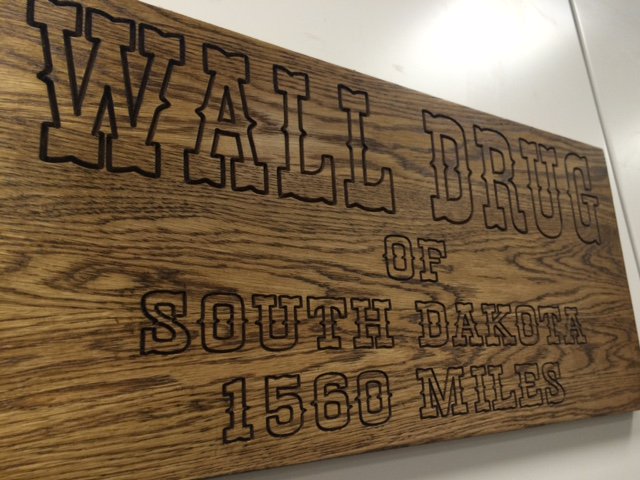 WALL DRUG
OF
SOUTH DAKOTA
1560 MILES